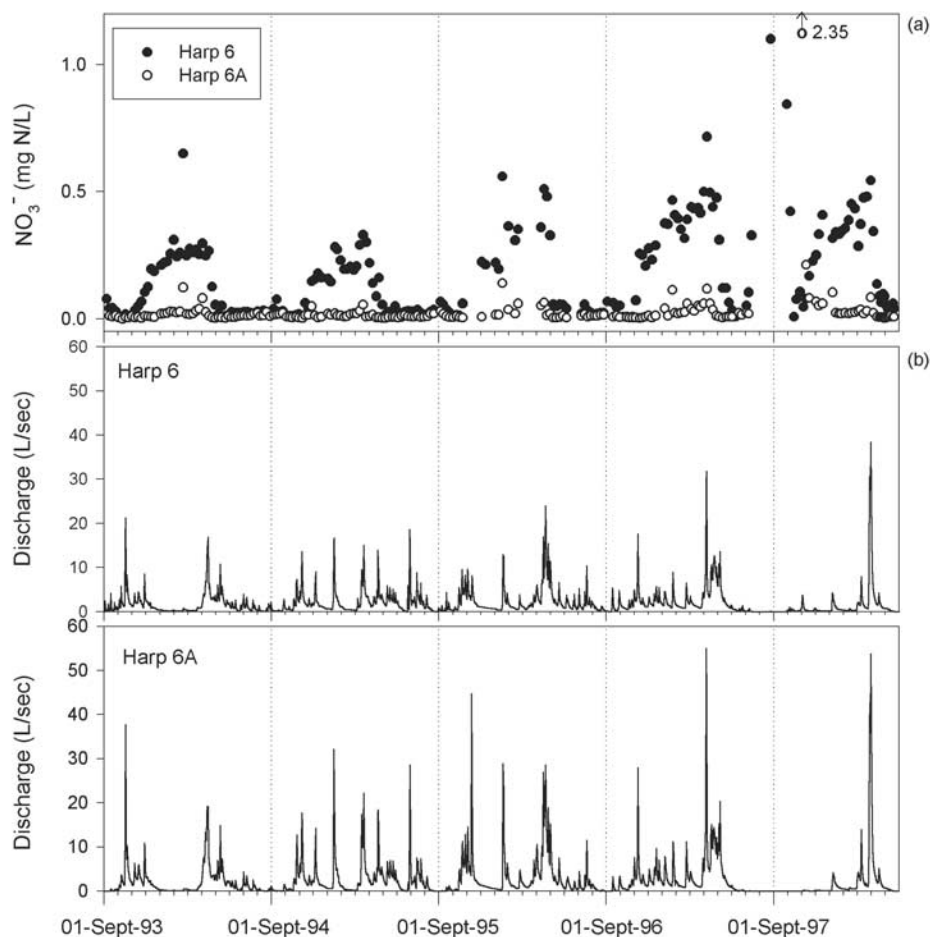 (a)
2.35
Harp 6
Harp 6A
1.0
0.5
0.0
NO₃⁻ (mg N/L)
(b)
Harp 6
60
50
40
30
20
10
0
Discharge (L/sec)
Harp 6A
60
50
40
30
20
10
0
Discharge (L/sec)
01-Sept-93 01-Sept-94 01-Sept-95 01-Sept-96 01-Sept-97